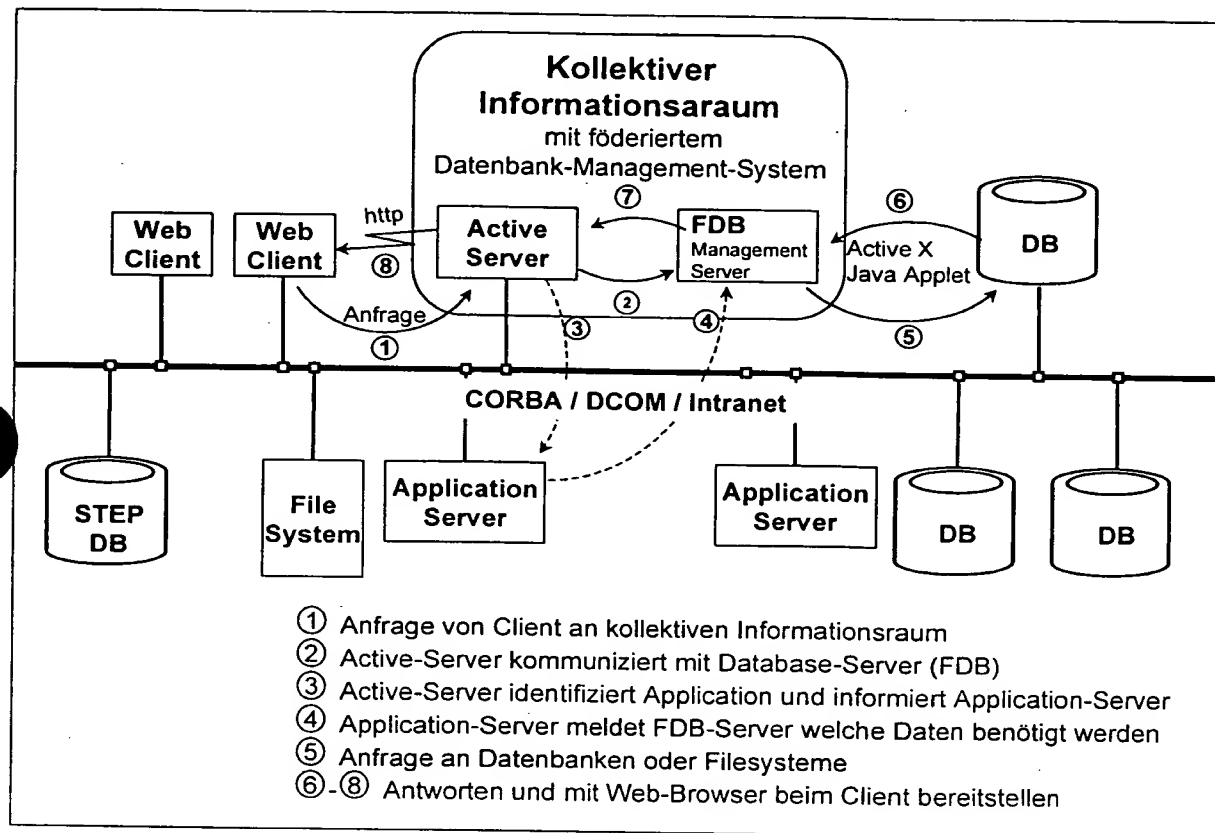 Kollektiver
Informationsaraum
mit föderiertem
Datenbank-Management-System
⑦
⑥
http
Web
Client
Web
Client
Active
Server
FDB
Management
Server
Active X
Java Applet
DB
⑧
Anfrage
①
②
③
④
⑤
CORBA / DCOM / Intranet
STEP
DB
File
System
Application
Server
Application
Server
DB
DB
① Anfrage von Client an kollektiven Informationsraum
② Active-Server kommuniziert mit Database-Server (FDB)
③ Active-Server identifiziert Application und informiert Application-Server
④ Application-Server meldet FDB-Server welche Daten benötigt werden
⑤ Anfrage an Datenbanken oder Filesysteme
⑥-⑧ Antworten und mit Web-Browser beim Client bereitstellen